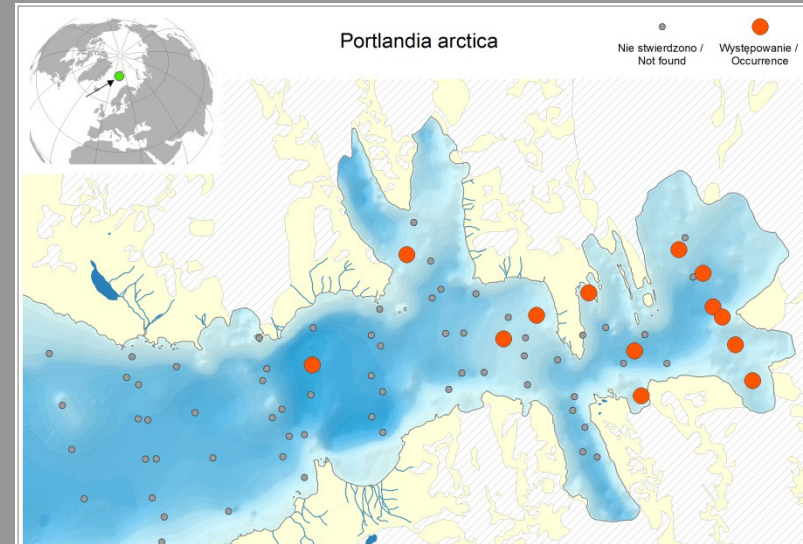 Portlandia arctica
Nie stwierdzono /
Not found
Występowanie /
Occurrence